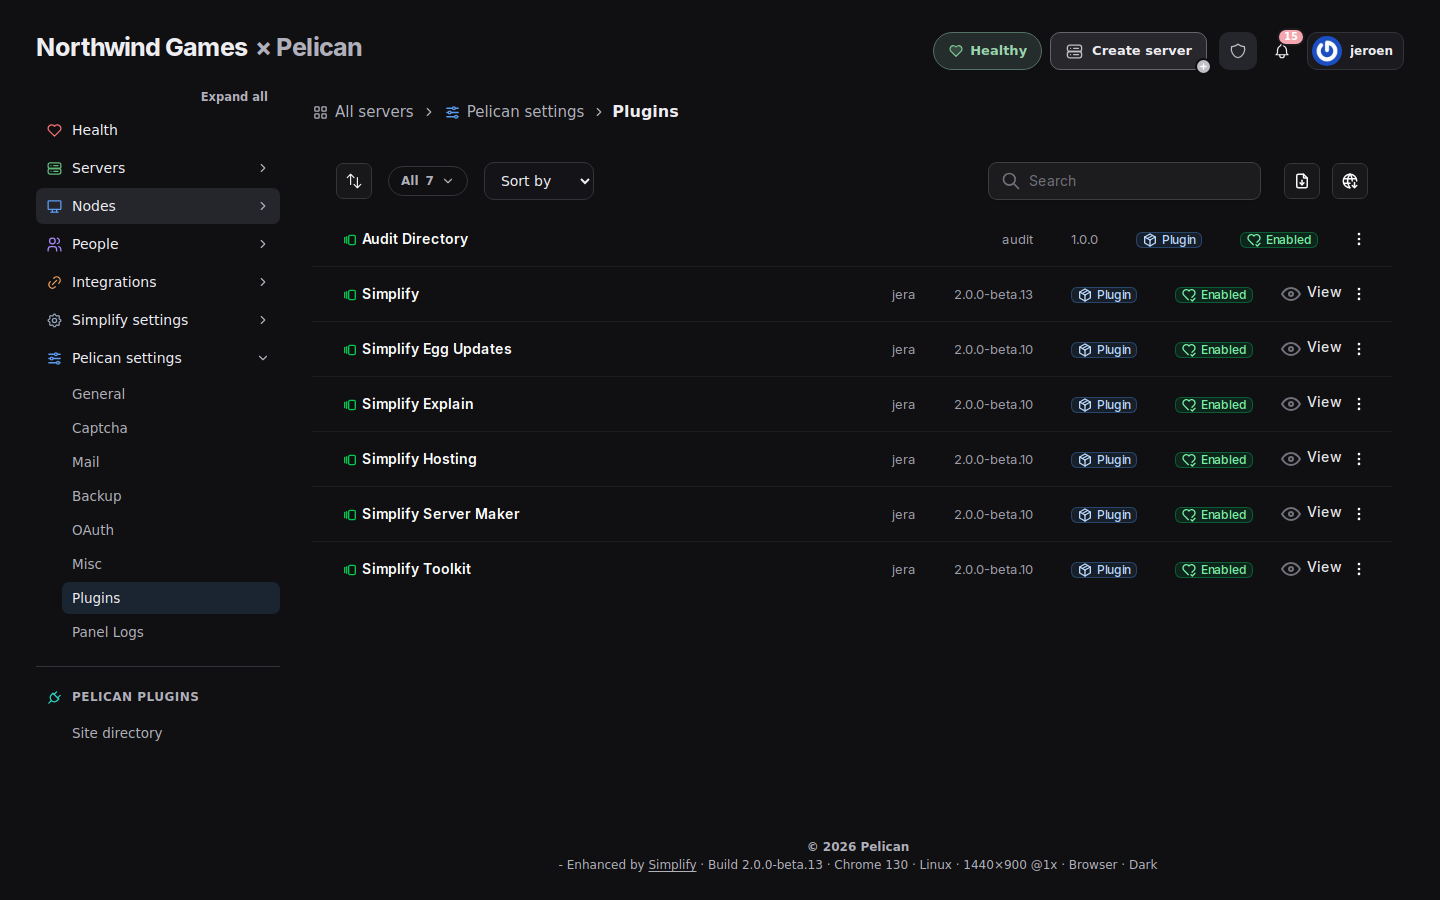 Northwind Games × Pelican
Healthy
Create server
15
jeroen
Expand all
Health
Servers
Nodes
People
Integrations
Simplify settings
Pelican settings
General
Captcha
Mail
Backup
OAuth
Misc
Plugins
Panel Logs
PELICAN PLUGINS
Site directory
All servers > Pelican settings > Plugins
All 7
Sort by
Search
Audit Directory audit 1.0.0 Plugin Enabled
Simplify jera 2.0.0-beta.13 Plugin Enabled View
Simplify Egg Updates jera 2.0.0-beta.10 Plugin Enabled View
Simplify Explain jera 2.0.0-beta.10 Plugin Enabled View
Simplify Hosting jera 2.0.0-beta.10 Plugin Enabled View
Simplify Server Maker jera 2.0.0-beta.10 Plugin Enabled View
Simplify Toolkit jera 2.0.0-beta.10 Plugin Enabled View
© 2026 Pelican
- Enhanced by Simplify · Build 2.0.0-beta.13 · Chrome 130 · Linux · 1440×900 @1x · Browser · Dark